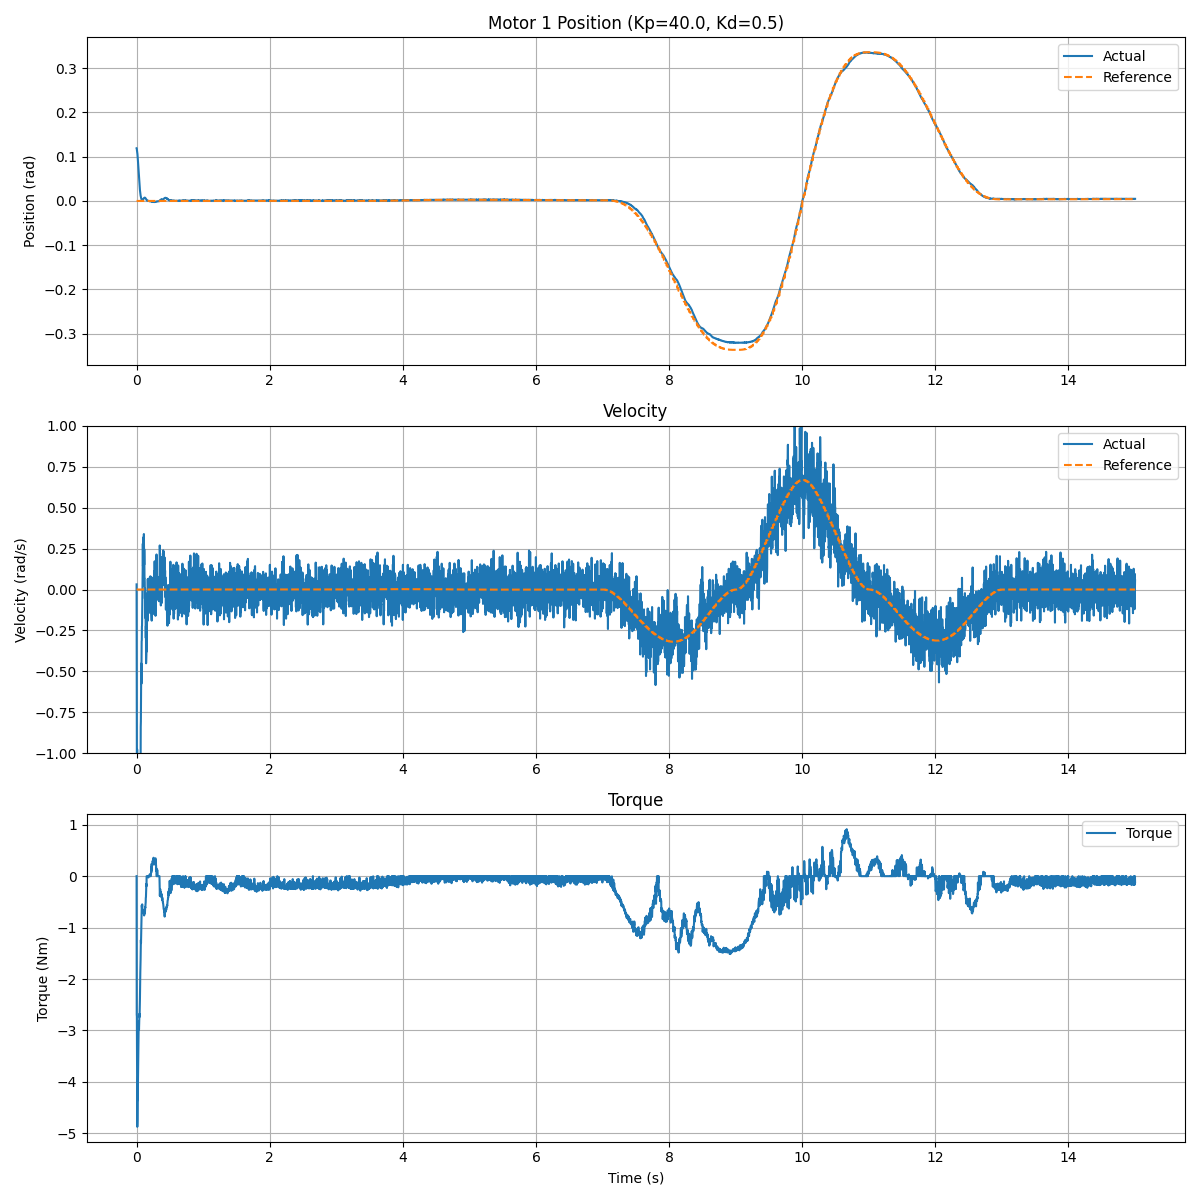 Motor 1 Position (Kp=40.0, Kd=0.5)
Position (rad)
0.3
0.2
0.1
0.0
−0.1
−0.2
−0.3
Actual
Reference
0 2 4 6 8 10 12 14
Velocity
Velocity (rad/s)
1.00
0.75
0.50
0.25
0.00
−0.25
−0.50
−0.75
−1.00
Actual
Reference
0 2 4 6 8 10 12 14
Torque
Torque (Nm)
1
0
−1
−2
−3
−4
−5
Torque
0 2 4 6 8 10 12 14
Time (s)